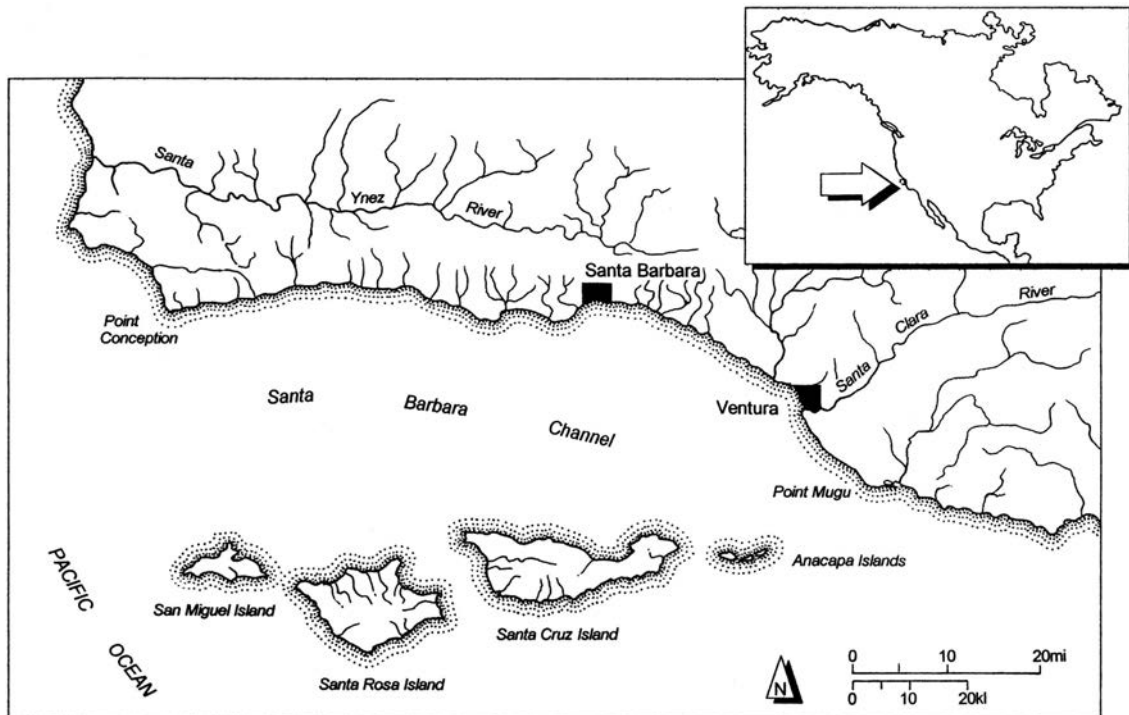 Santa
Ynez
River
Santa Barbara
River
Clara
Santa
Point
Conception
Santa
Barbara
Channel
Ventura
Point Mugu
Anacapa Islands
San Miguel Island
Santa Cruz Island
Santa Rosa Island
PACIFIC
OCEAN
N
0 10 20mi
0 10 20kl